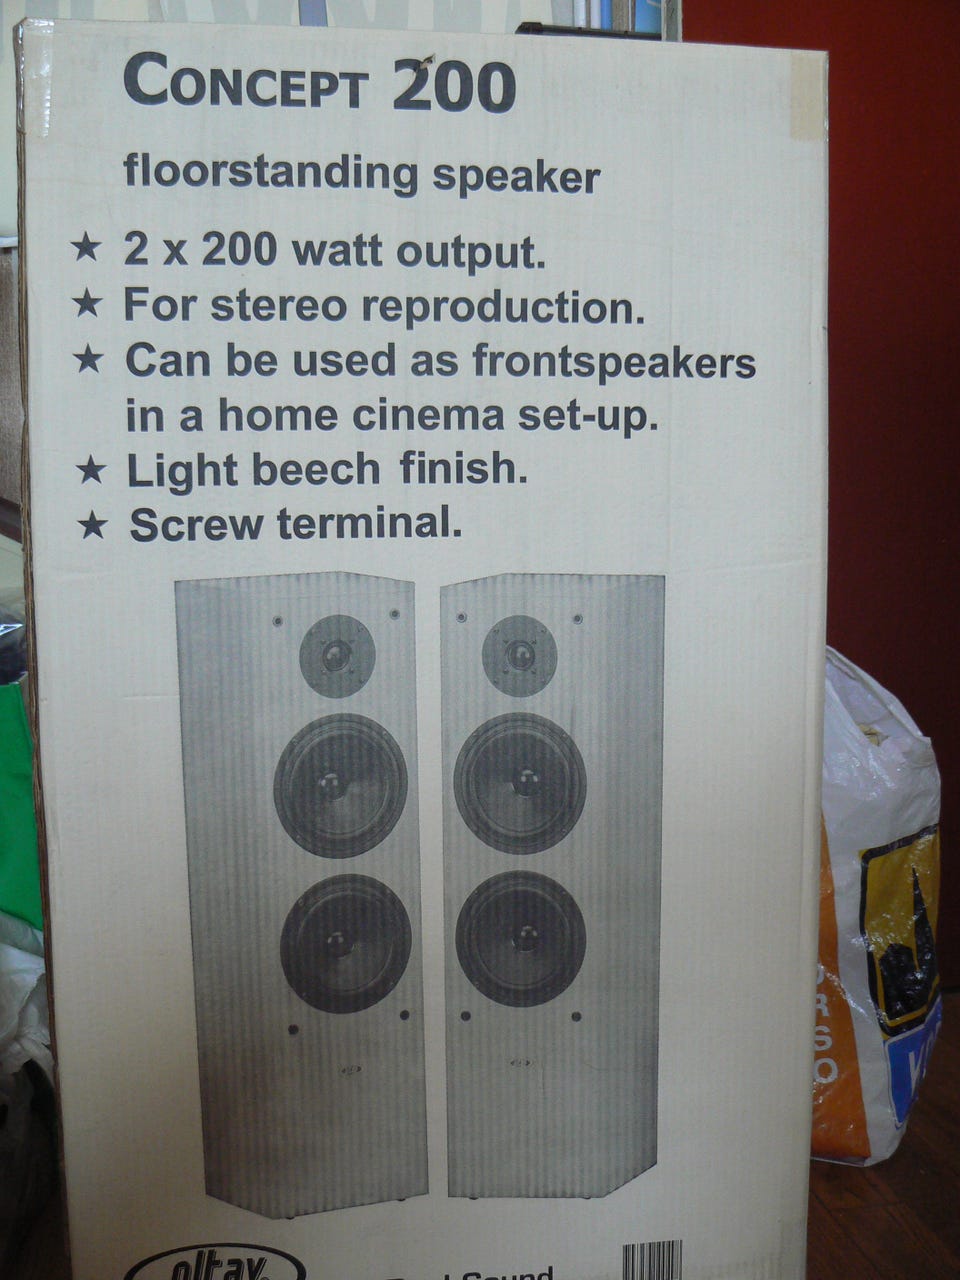 CONCEPT 200
floorstanding speaker
★ 2 x 200 watt output.
★ For stereo reproduction.
★ Can be used as frontspeakers
in a home cinema set-up.
★ Light beech finish.
★ Screw terminal.
Sound